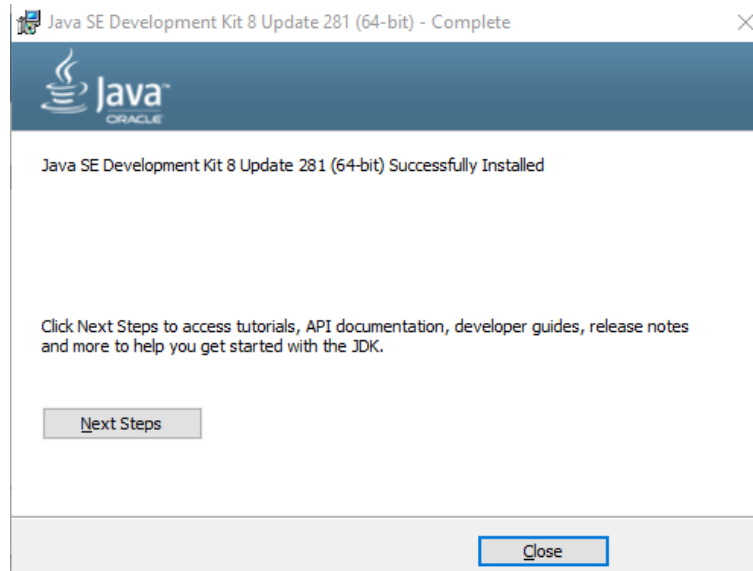 Java SE Development Kit 8 Update 281 (64-bit) - Complete
Java™
ORACLE
Java SE Development Kit 8 Update 281 (64-bit) Successfully Installed
Click Next Steps to access tutorials, API documentation, developer guides, release notes
and more to help you get started with the JDK.
Next Steps
Close